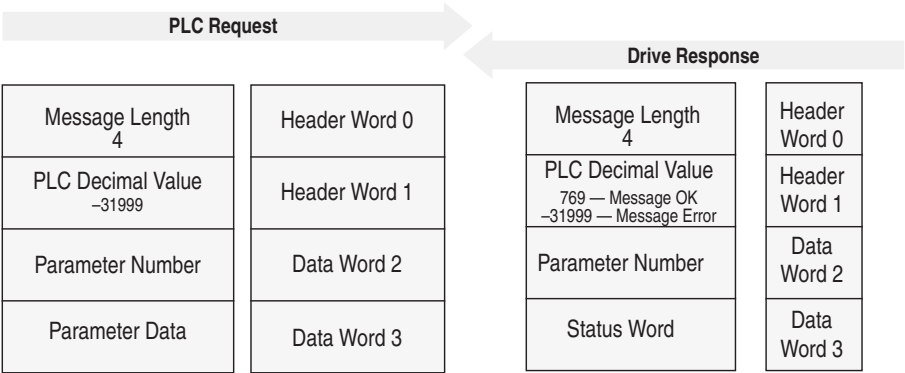 PLC Request
Drive Response
Message Length
4
Header Word 0
PLC Decimal Value
–31999
Header Word 1
Parameter Number
Data Word 2
Parameter Data
Data Word 3
Message Length
4
Header
Word 0
PLC Decimal Value
769 — Message OK
–31999 — Message Error
Header
Word 1
Parameter Number
Data
Word 2
Status Word
Data
Word 3